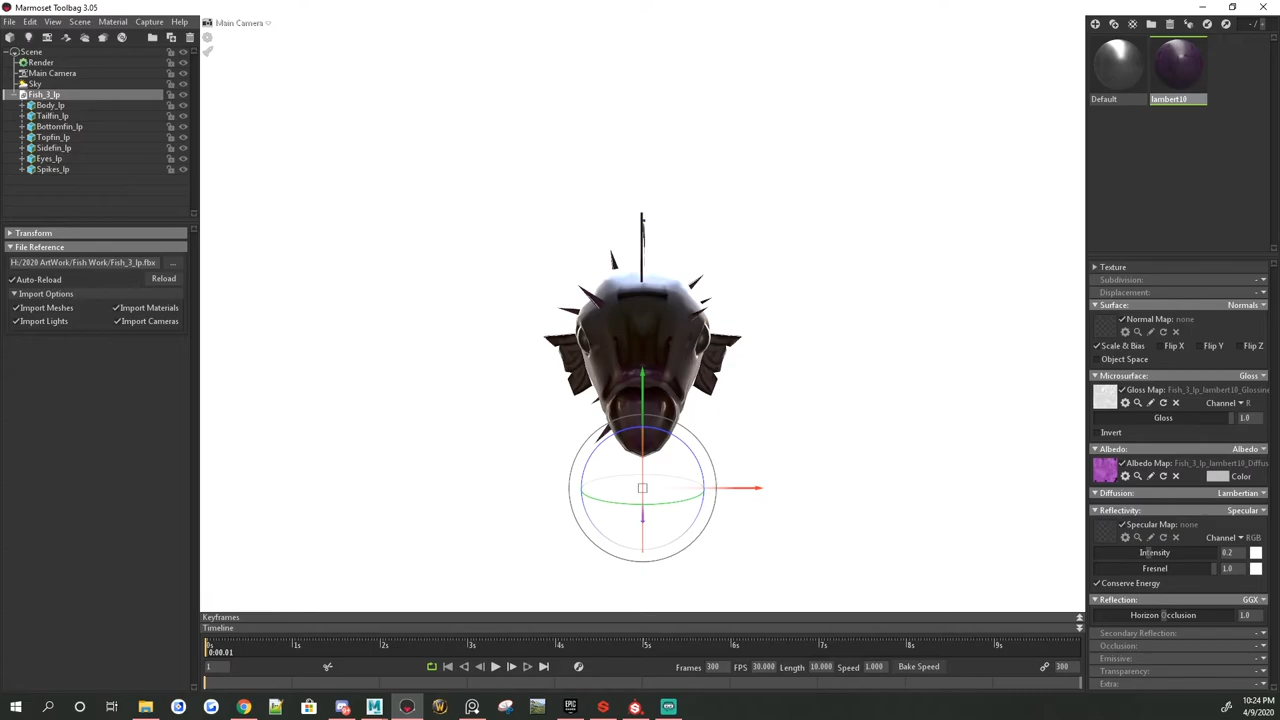 Marmoset Toolbag 3.05
File Edit View Scene Material Capture Help
Main Camera
Scene
Render
Main Camera
Sky
Fish_3_lp
Body_lp
Tailfin_lp
Bottomfin_lp
Topfin_lp
Sidefin_lp
Eyes_lp
Spikes_lp
Transform
File Reference
H:/2020 ArtWork/Fish Work/Fish_3_lp.fbx ...
Auto-Reload Reload
Import Options
Import Meshes Import Materials
Import Lights Import Cameras
Keyframes
Timeline
0s 1s 2s 3s 4s 5s 6s 7s 8s 9s
0:00.01
1 Frames 300 FPS 30.000 Length 10.000 Speed 1.000 Bake Speed 300
- /
Default lambert10
Texture
Subdivision: -
Displacement: -
Surface: Normals
Normal Map: none
Scale & Bias Flip X Flip Y Flip Z
Object Space
Microsurface: Gloss
Gloss Map: Fish_3_lp_lambert10_Glossine
Channel R
Gloss 1.0
Invert
Albedo: Albedo
Albedo Map: Fish_3_lp_lambert10_Diffus
Color
Diffusion: Lambertian
Reflectivity: Specular
Specular Map: none
Channel RGB
Intensity 0.2
Fresnel 1.0
Conserve Energy
Reflection: GGX
Horizon Occlusion 1.0
Secondary Reflection: -
Occlusion: -
Emissive: -
Transparency: -
Extra: -
10:24 PM
4/9/2020